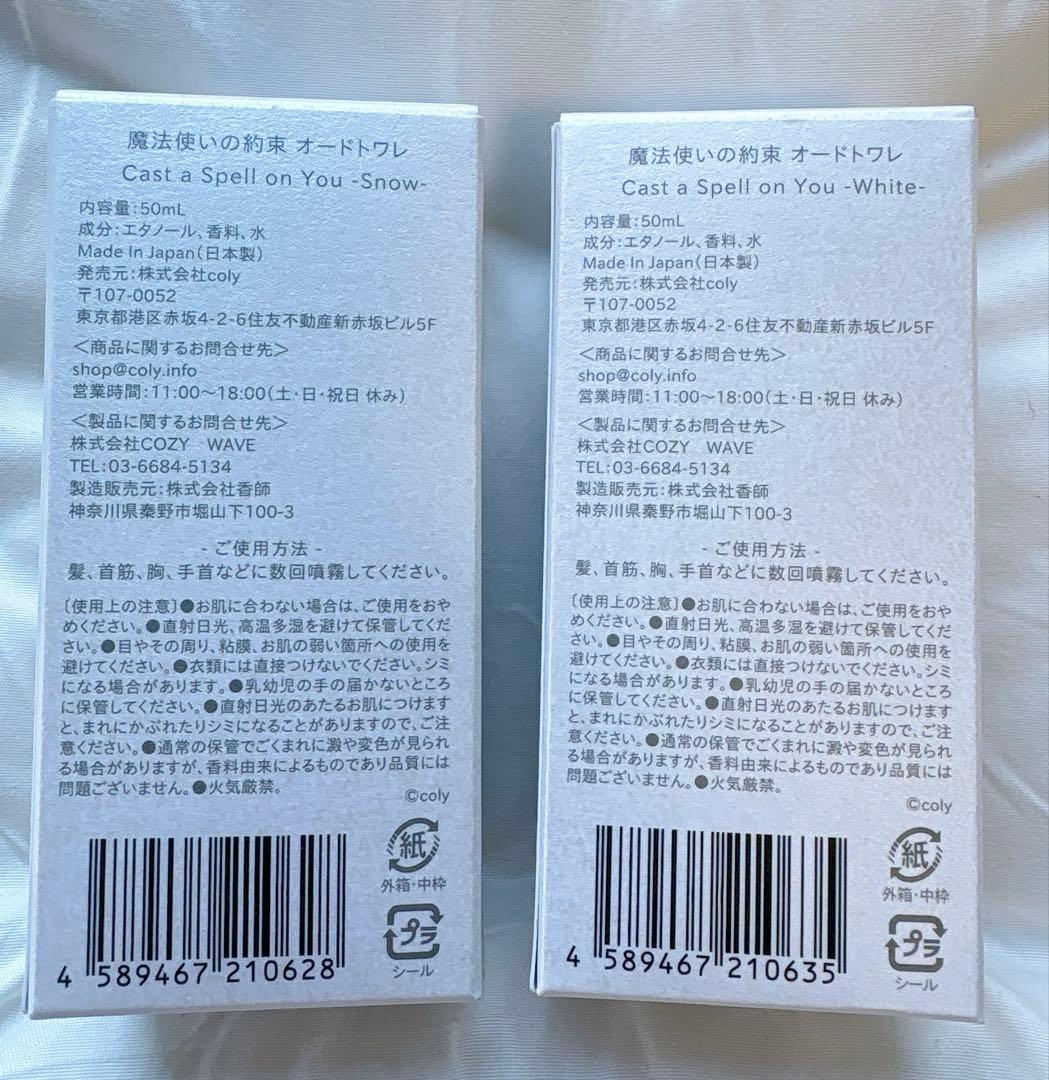 魔法使いの約束 オードトワレ
Cast a Spell on You -Snow-
内容量:50mL
成分:エタノール、香料、水
Made In Japan(日本製)
発売元:株式会社coly
〒107-0052
東京都港区赤坂4-2-6住友不動産新赤坂ビル5F
<商品に関するお問合せ先>
shop@coly.info
営業時間:11:00〜18:00(土・日・祝日 休み)
<製品に関するお問合せ先>
株式会社COZY　WAVE
TEL:03-6684-5134
製造販売元:株式会社香師
神奈川県秦野市堀山下100-3
- ご使用方法 -
髪、首筋、胸、手首などに数回噴霧してください。
〔使用上の注意〕●お肌に合わない場合は、ご使用をおや
めください。●直射日光、高温多湿を避けて保管してくだ
さい。●目やその周り、粘膜、お肌の弱い箇所への使用を
避けてください。●衣類には直接つけないでください。シミ
になる場合があります。●乳幼児の手の届かないところ
に保管してください。●直射日光のあたるお肌につけます
と、まれにかぶれたりシミになることがありますので、ご注
意ください。●通常の保管でごくまれに澱や変色が見られ
る場合がありますが、香料由来によるものであり品質には
問題ございません。●火気厳禁。
©coly
紙
外箱・中枠
プラ
シール
4 589467 210628
魔法使いの約束 オードトワレ
Cast a Spell on You -White-
内容量:50mL
成分:エタノール、香料、水
Made In Japan(日本製)
発売元:株式会社coly
〒107-0052
東京都港区赤坂4-2-6住友不動産新赤坂ビル5F
<商品に関するお問合せ先>
shop@coly.info
営業時間:11:00〜18:00(土・日・祝日 休み)
<製品に関するお問合せ先>
株式会社COZY　WAVE
TEL:03-6684-5134
製造販売元:株式会社香師
神奈川県秦野市堀山下100-3
- ご使用方法 -
髪、首筋、胸、手首などに数回噴霧してください。
〔使用上の注意〕●お肌に合わない場合は、ご使用をおや
めください。●直射日光、高温多湿を避けて保管してくだ
さい。●目やその周り、粘膜、お肌の弱い箇所への使用を
避けてください。●衣類には直接つけないでください。シミ
になる場合があります。●乳幼児の手の届かないところ
に保管してください。●直射日光のあたるお肌につけます
と、まれにかぶれたりシミになることがありますので、ご注
意ください。●通常の保管でごくまれに澱や変色が見られ
る場合がありますが、香料由来によるものであり品質には
問題ございません。●火気厳禁。
©coly
紙
外箱・中枠
プラ
シール
4 589467 210635